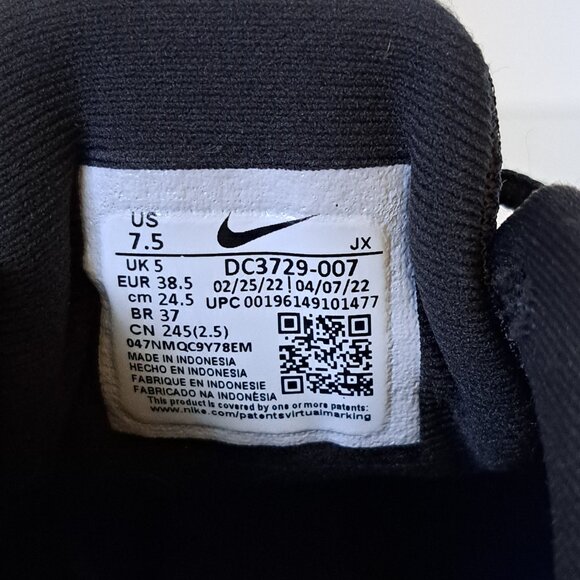 US
7.5
JX
UK 5
DC3729-007
EUR 38.5
02/25/22 | 04/07/22
cm 24.5
UPC 00196149101477
BR 37
CN 245(2.5)
047NMQC9Y78EM
MADE IN INDONESIA
HECHO EN INDONESIA
FABRIQUE EN INDONESIE
FABRICADO NA INDONÉSIA
This product is covered by one or more patents:
www.nike.com/patentsvirtualmarking